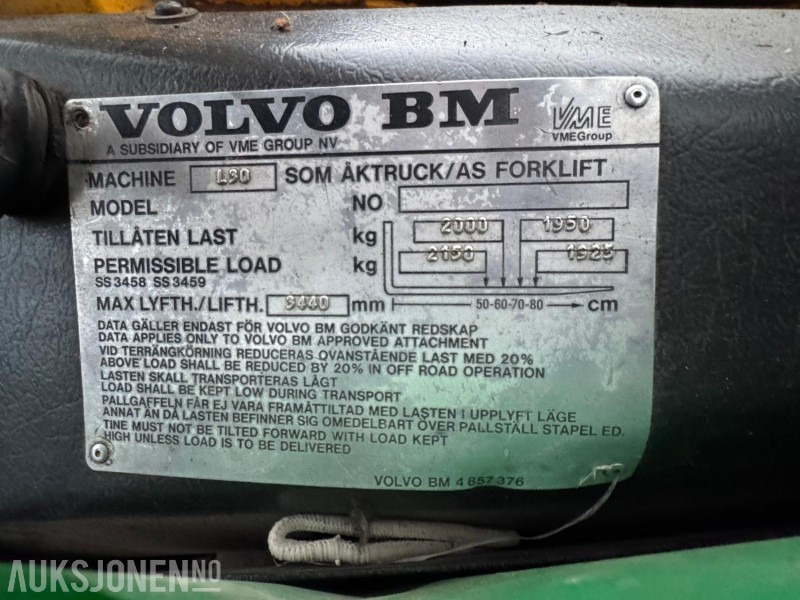 VOLVO BM VME
A SUBSIDIARY OF VME GROUP NV VMEGroup
MACHINE SOM ÅKTRUCK/AS FORKLIFT
MODEL NO
TILLÅTEN LAST kg 2000 1950
PERMISSIBLE LOAD kg 2150 1925
SS 3458 SS 3459
MAX LYFTH./LIFTH. 3440 mm 50-60-70-80 cm
DATA GÄLLER ENDAST FÖR VOLVO BM GODKÄNT REDSKAP
DATA APPLIES ONLY TO VOLVO BM APPROVED ATTACHMENT
VID TERRÄNGKÖRNING REDUCERAS OVANSTÅENDE LAST MED 20%
ABOVE LOAD SHALL BE REDUCED BY 20% IN OFF ROAD OPERATION
LASTEN SKALL TRANSPORTERAS LÅGT
LOAD SHALL BE KEPT LOW DURING TRANSPORT
PALLGAFFELN FÅR EJ VARA FRAMÅTTILTAD MED LASTEN I UPPLYFT LÄGE
ANNAT ÄN DÅ LASTEN BEFINNER SIG OMEDELBART ÖVER PALLSTÄLL STAPEL ED.
TINE MUST NOT BE TILTED FORWARD WITH LOAD KEPT
HIGH UNLESS LOAD IS TO BE DELIVERED
VOLVO BM 4 857 376
AUKSJONEN.NO